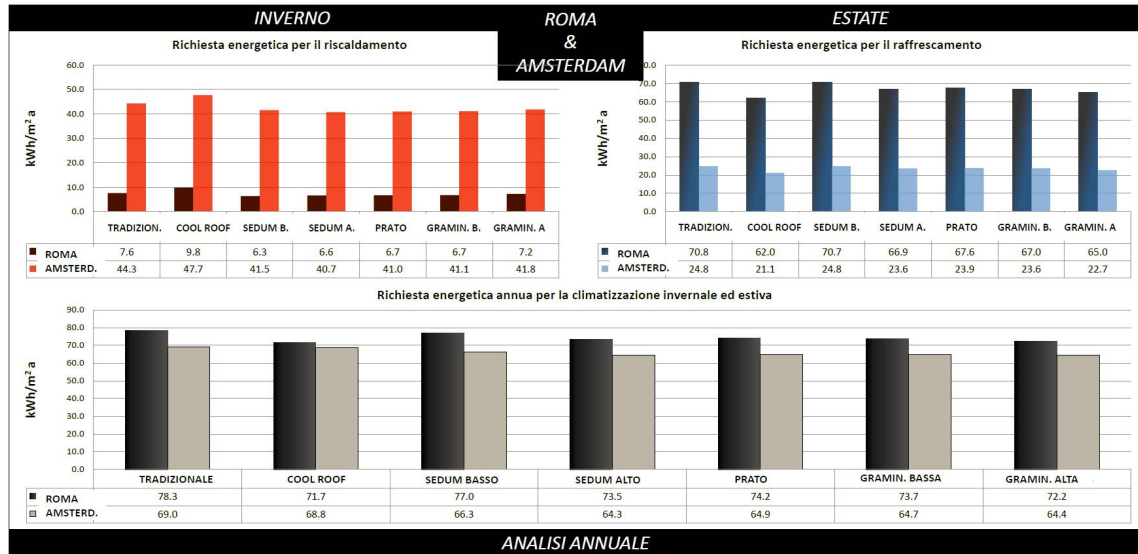 INVERNO
ROMA
&
AMSTERDAM
ESTATE
Richiesta energetica per il riscaldamento
kWh/m² a
60.0
50.0
40.0
30.0
20.0
10.0
0.0
TRADIZION. COOL ROOF SEDUM B. SEDUM A. PRATO GRAMIN. B. GRAMIN. A
ROMA 7.6 9.8 6.3 6.6 6.7 6.7 7.2
AMSTERD. 44.3 47.7 41.5 40.7 41.0 41.1 41.8
Richiesta energetica per il raffrescamento
kWh/m² a
80.0
70.0
60.0
50.0
40.0
30.0
20.0
10.0
0.0
TRADIZION. COOL ROOF SEDUM B. SEDUM A. PRATO GRAMIN. B. GRAMIN. A
ROMA 70.8 62.0 70.7 66.9 67.6 67.0 65.0
AMSTERD. 24.8 21.1 24.8 23.6 23.9 23.6 22.7
Richiesta energetica annua per la climatizzazione invernale ed estiva
kWh/m² a
90.0
80.0
70.0
60.0
50.0
40.0
30.0
20.0
10.0
0.0
TRADIZIONALE COOL ROOF SEDUM BASSO SEDUM ALTO PRATO GRAMIN. BASSA GRAMIN. ALTA
ROMA 78.3 71.7 77.0 73.5 74.2 73.7 72.2
AMSTERD. 69.0 68.8 66.3 64.3 64.9 64.7 64.4
ANALISI ANNUALE